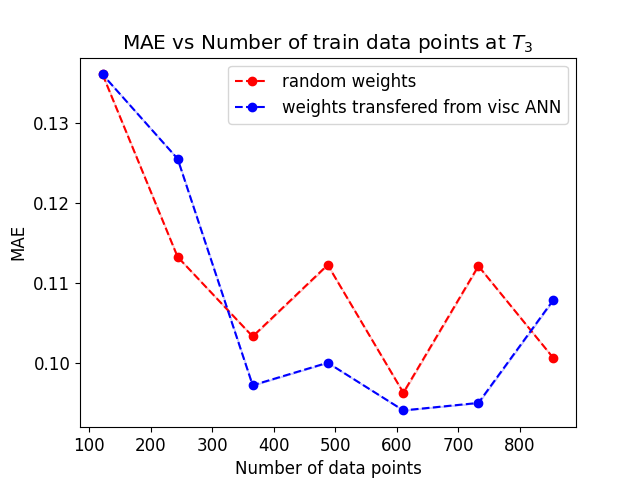 MAE vs Number of train data points at T₃
random weights
weights transfered from visc ANN
0.13
0.12
0.11
0.10
MAE
100 200 300 400 500 600 700 800
Number of data points